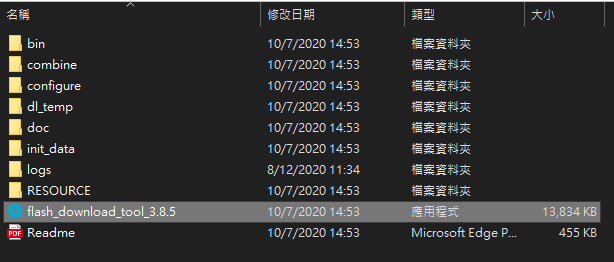 名稱 修改日期 類型 大小
bin 10/7/2020 14:53 檔案資料夾
combine 10/7/2020 14:53 檔案資料夾
configure 10/7/2020 14:53 檔案資料夾
dl_temp 10/7/2020 14:53 檔案資料夾
doc 10/7/2020 14:53 檔案資料夾
init_data 10/7/2020 14:53 檔案資料夾
logs 8/12/2020 11:34 檔案資料夾
RESOURCE 10/7/2020 14:53 檔案資料夾
flash_download_tool_3.8.5 10/7/2020 14:53 應用程式 13,834 KB
PDF Readme 10/7/2020 14:53 Microsoft Edge P... 455 KB